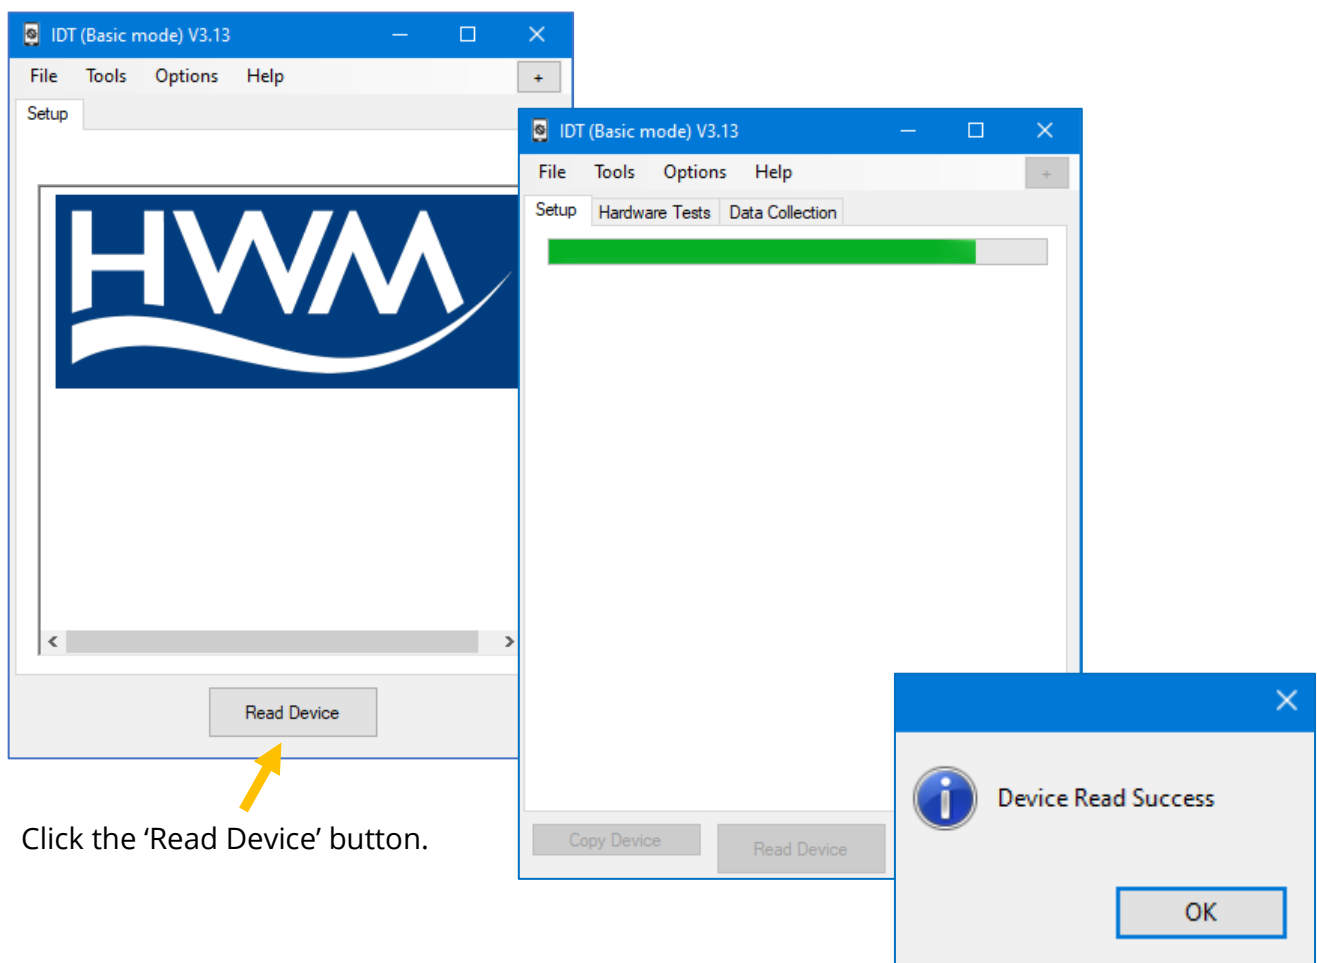 IDT (Basic mode) V3.13
File Tools Options Help +
Setup
HWM
Read Device
Click the ‘Read Device’ button.
IDT (Basic mode) V3.13
File Tools Options Help +
Setup Hardware Tests Data Collection
Copy Device Read Device
Device Read Success
OK